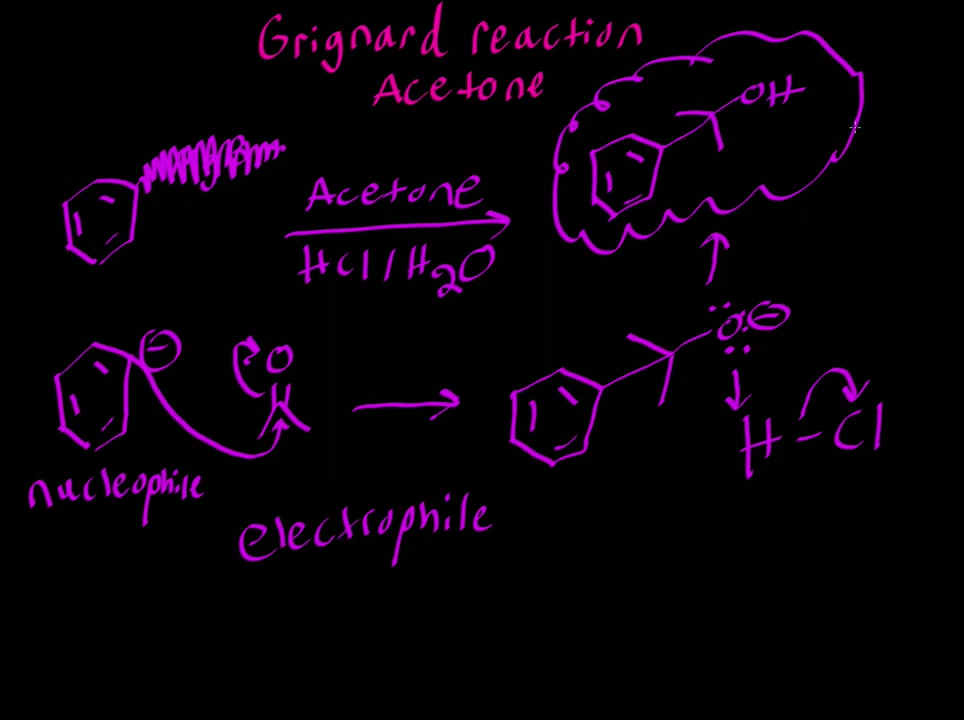 Grignard reaction
Acetone
OH
Acetone
HCl/H2O
⊖ O
:Ö:⊖
H-Cl
nucleophile
electrophile